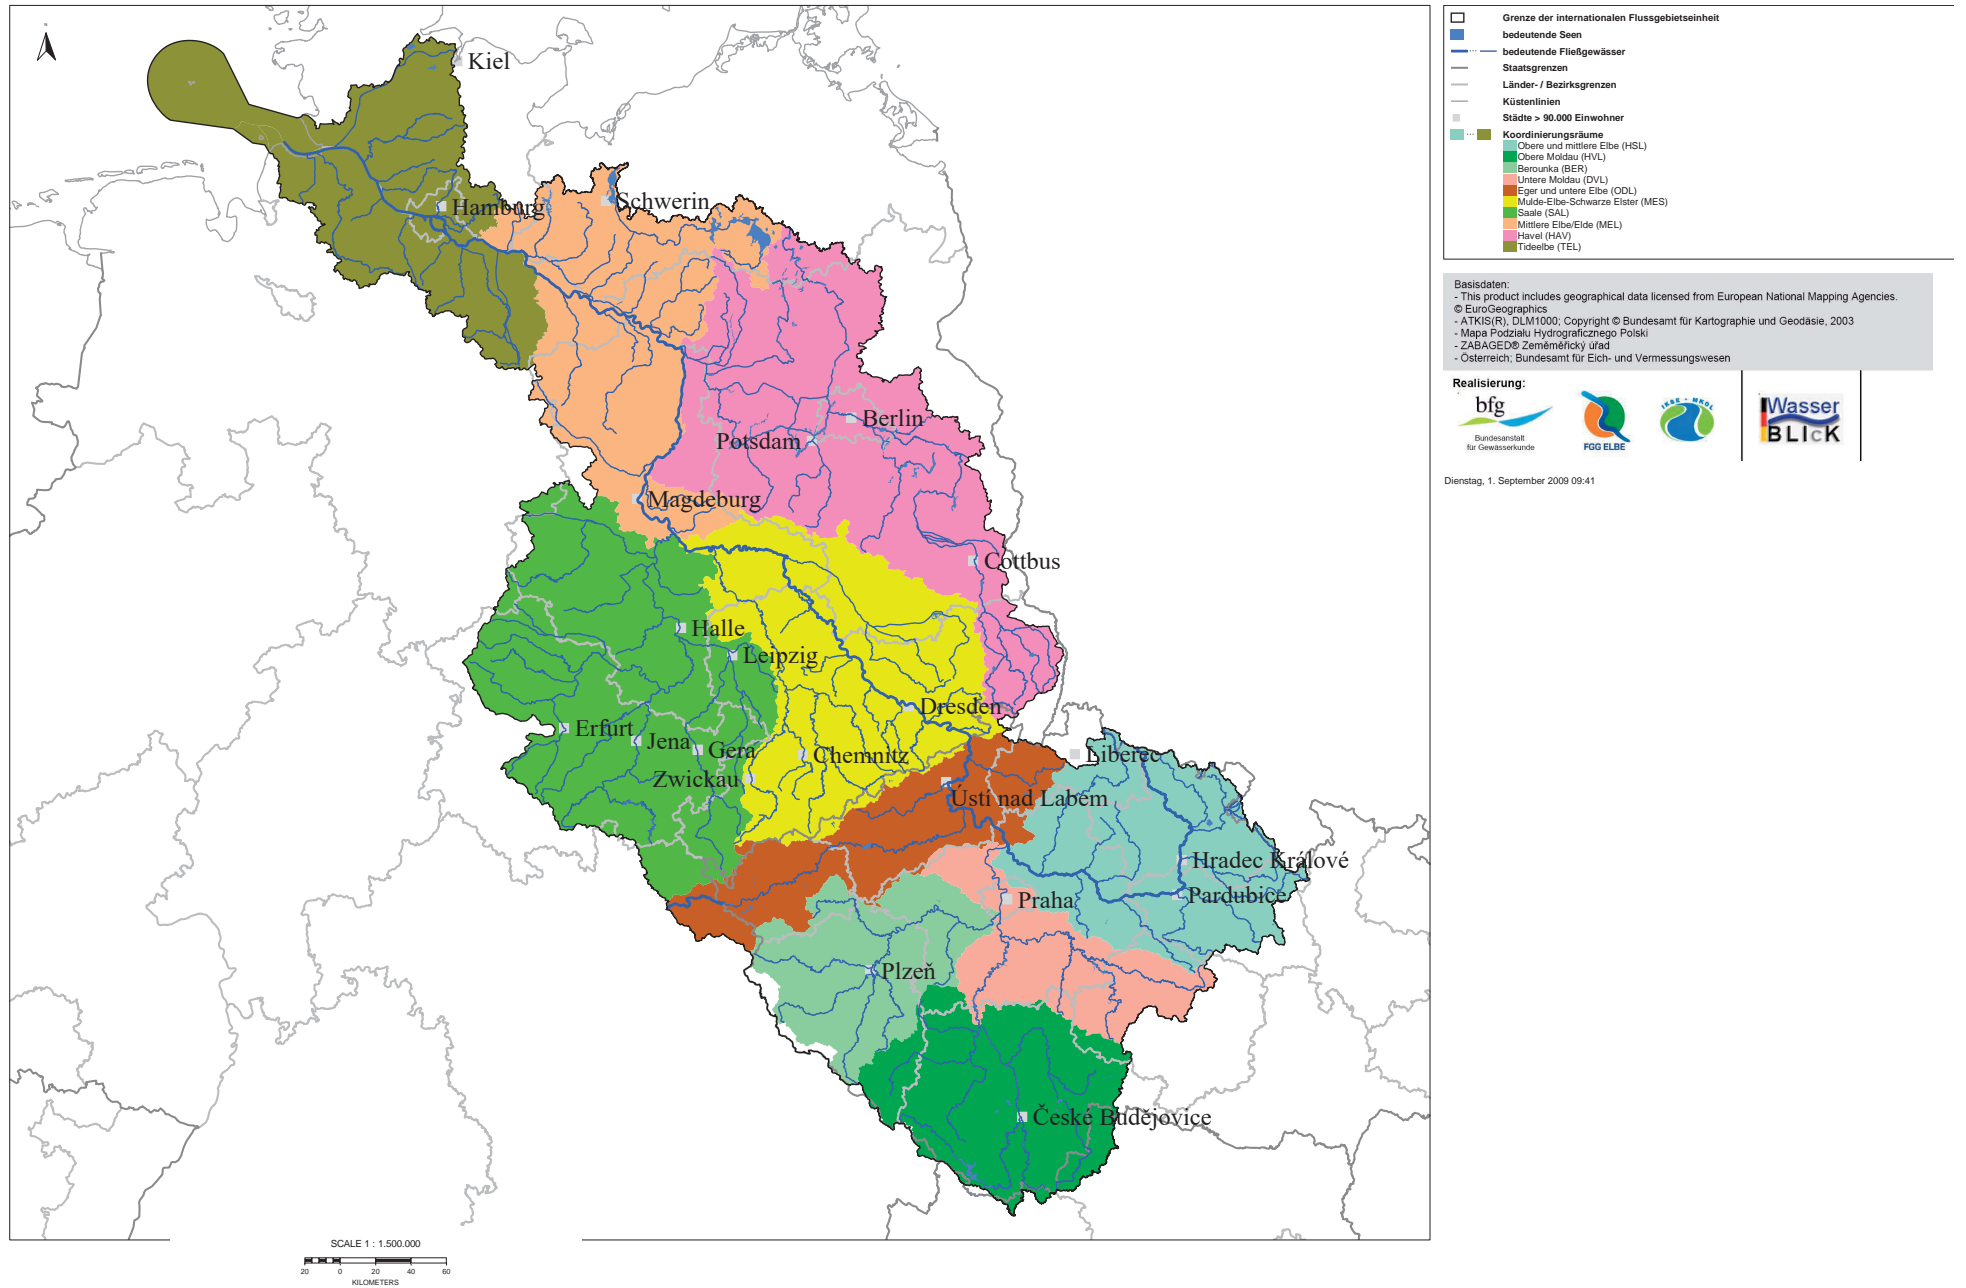 Kiel
Hamburg
Schwerin
Berlin
Potsdam
Magdeburg
Cottbus
Halle
Leipzig
Dresden
Erfurt
Jena
Gera
Chemnitz
Zwickau
Liberec
Ústí nad Labem
Hradec Králové
Pardubice
Praha
Plzeň
České Budějovice
SCALE 1 : 1.500.000
20 0 20 40 60
KILOMETERS
Grenze der internationalen Flussgebietseinheit
bedeutende Seen
bedeutende Fließgewässer
Staatsgrenzen
Länder- / Bezirksgrenzen
Küstenlinien
Städte > 90.000 Einwohner
Koordinierungsräume
Obere und mittlere Elbe (HSL)
Obere Moldau (HVL)
Berounka (BER)
Untere Moldau (DVL)
Eger und untere Elbe (ODL)
Mulde-Elbe-Schwarze Elster (MES)
Saale (SAL)
Mittlere Elbe/Elde (MEL)
Havel (HAV)
Tideelbe (TEL)
Basisdaten:
- This product includes geographical data licensed from European National Mapping Agencies.
© EuroGeographics
- ATKIS(R), DLM1000; Copyright © Bundesamt für Kartographie und Geodäsie, 2003
- Mapa Podziału Hydrograficznego Polski
- ZABAGED® Zeměměřický úřad
- Österreich; Bundesamt für Eich- und Vermessungswesen
Realisierung:
bfg
Bundesanstalt
für Gewässerkunde
FGG ELBE
IKSE • MKOL
Wasser
BLIcK
Dienstag, 1. September 2009 09:41